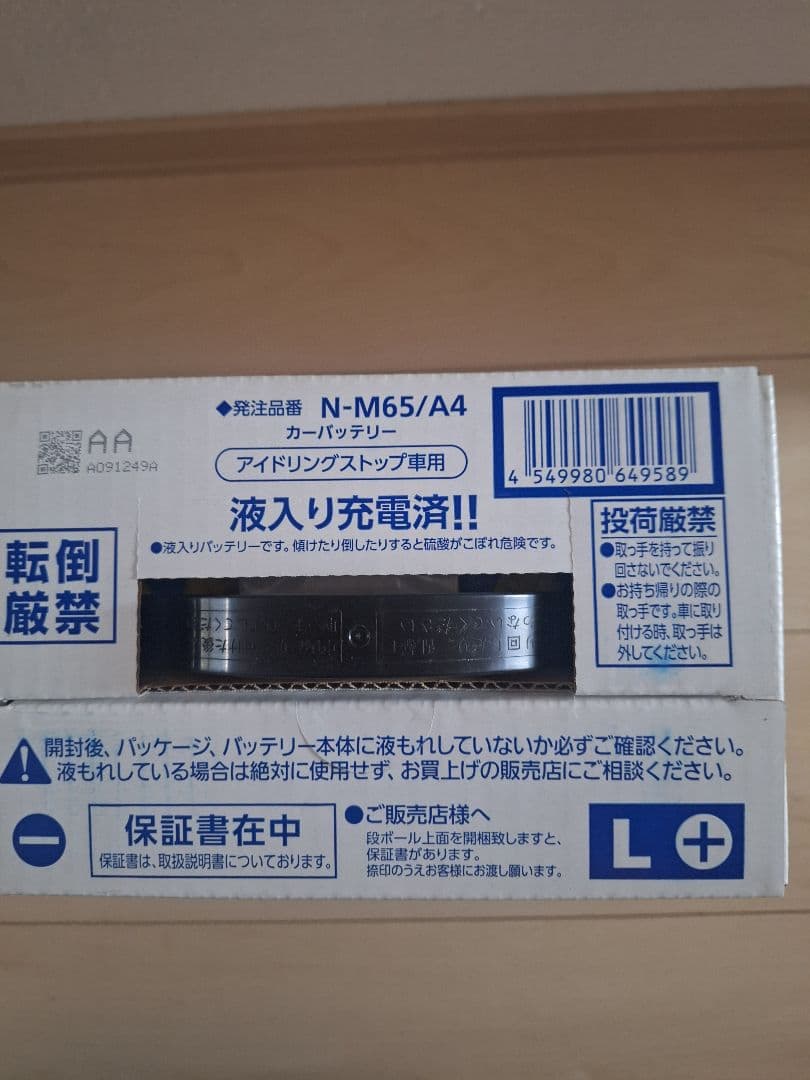 ◆発注品番 N-M65/A4
カーバッテリー
アイドリングストップ車用
AA
A091249A
4 549980 649589
液入り充電済!!
●液入りバッテリーです。傾けたり倒したりすると硫酸がこぼれ危険です。
転倒
厳禁
投荷厳禁
●取っ手を持って振り
回さないでください。
●お持ち帰りの際の
取っ手です。車に取り
付ける時、取っ手は
外してください。
開封後、パッケージ、バッテリー本体に液もれしていないか必ずご確認ください。
液もれしている場合は絶対に使用せず、お買上げの販売店にご相談ください。
保証書在中
保証書は、取扱説明書についております。
●ご販売店様へ
段ボール上面を開梱致しますと、
保証書があります。
捺印のうえお客様にお渡し願います。
L